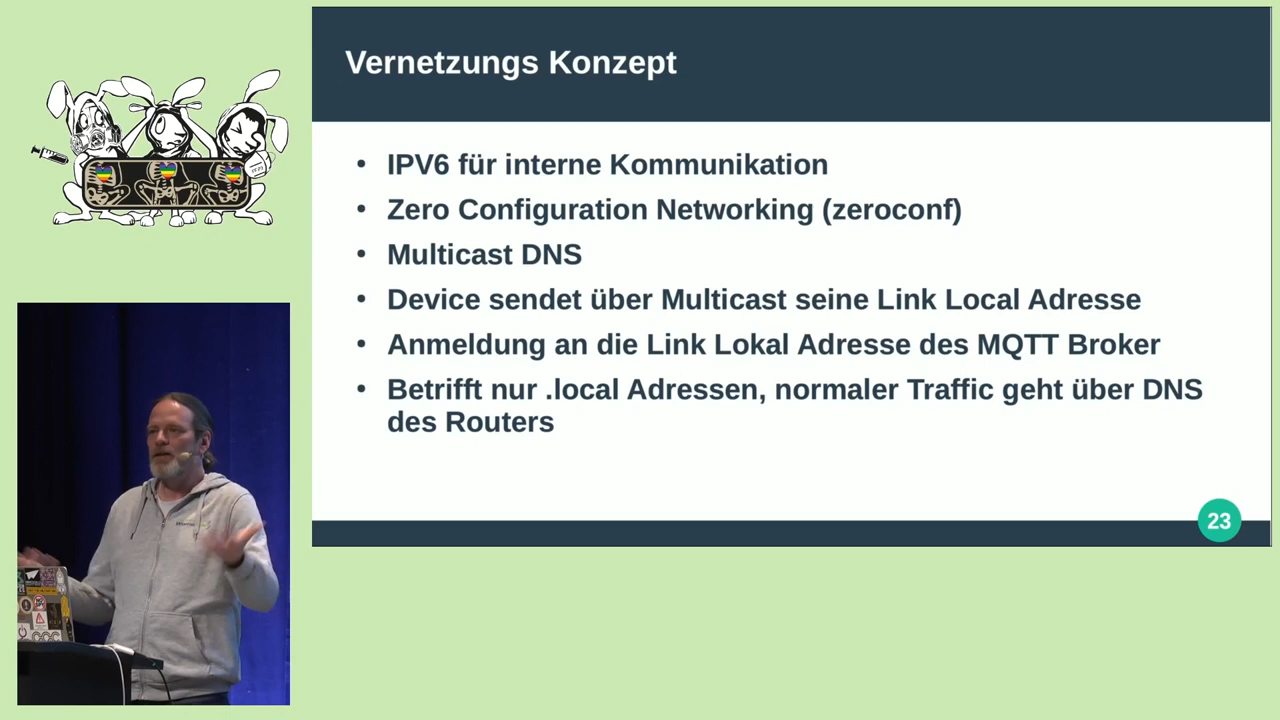 Vernetzungs Konzept
• IPV6 für interne Kommunikation
• Zero Configuration Networking (zeroconf)
• Multicast DNS
• Device sendet über Multicast seine Link Local Adresse
• Anmeldung an die Link Lokal Adresse des MQTT Broker
• Betrifft nur .local Adressen, normaler Traffic geht über DNS
des Routers
23